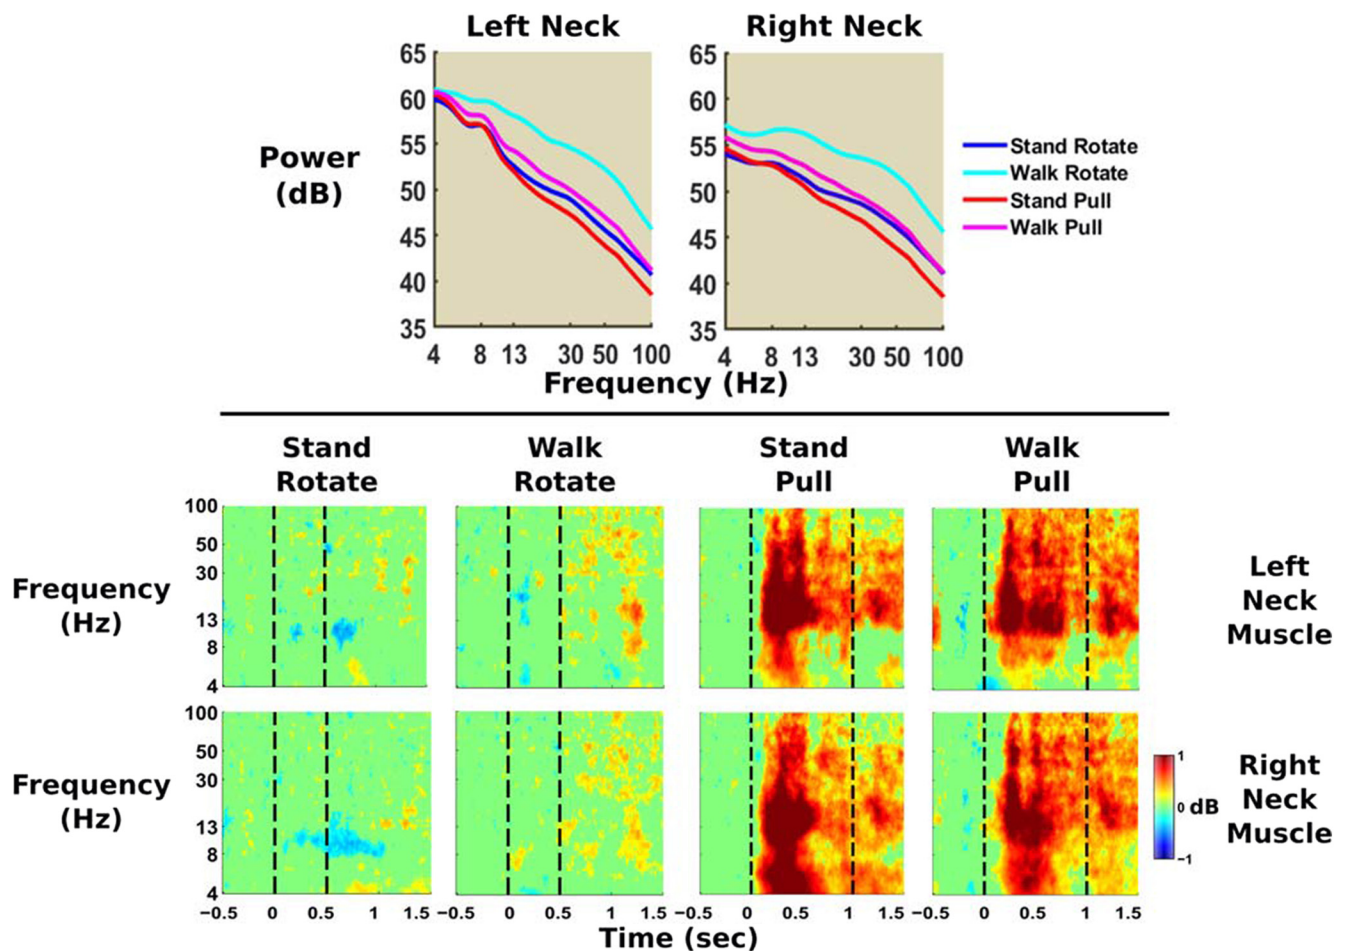 Left Neck
Right Neck
65
60
55
50
45
40
35
65
60
55
50
45
40
35
Power
(dB)
Stand Rotate
Walk Rotate
Stand Pull
Walk Pull
4 8 13 30 50 100
4 8 13 30 50 100
Frequency (Hz)
Stand
Rotate
Walk
Rotate
Stand
Pull
Walk
Pull
100
50
30
13
8
4
Frequency
(Hz)
Left
Neck
Muscle
100
50
30
13
8
4
Frequency
(Hz)
1
0 dB
−1
Right
Neck
Muscle
−0.5 0 0.5 1 1.5
−0.5 0 0.5 1 1.5
−0.5 0 0.5 1 1.5
−0.5 0 0.5 1 1.5
Time (sec)